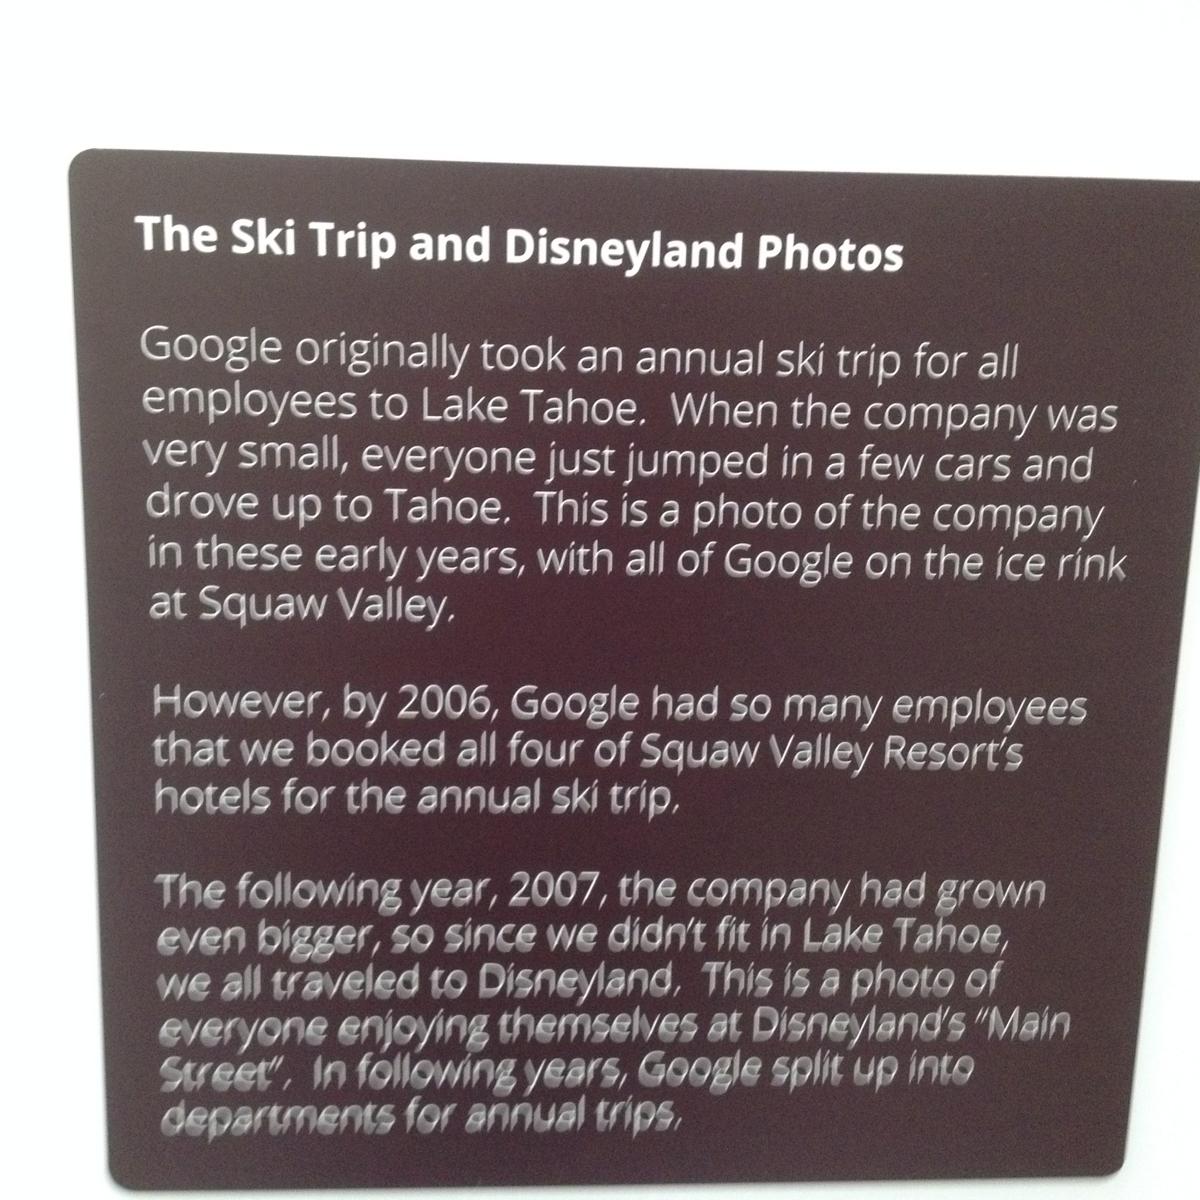 The Ski Trip and Disneyland Photos
Google originally took an annual ski trip for all
employees to Lake Tahoe.  When the company was
very small, everyone just jumped in a few cars and
drove up to Tahoe.  This is a photo of the company
in these early years, with all of Google on the ice rink
at Squaw Valley.
However, by 2006, Google had so many employees
that we booked all four of Squaw Valley Resort's
hotels for the annual ski trip.
The following year, 2007, the company had grown
even bigger, so since we didn't fit in Lake Tahoe,
we all traveled to Disneyland.  This is a photo of
everyone enjoying themselves at Disneyland's "Main
Street".  In following years, Google split up into
departments for annual trips.